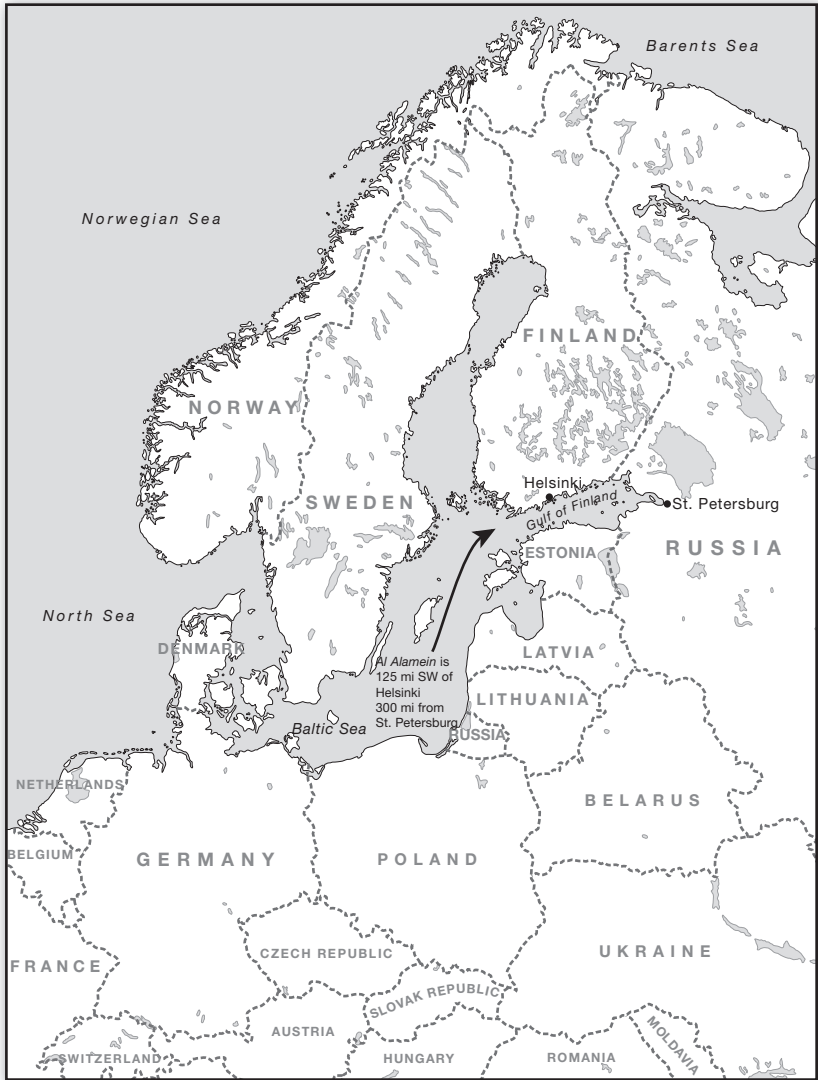 Barents Sea
Norwegian Sea
FINLAND
NORWAY
Helsinki
SWEDEN
Gulf of Finland
St. Petersburg
ESTONIA
RUSSIA
North Sea
DENMARK
LATVIA
Al Alamein is
125 mi SW of
Helsinki
300 mi from
St. Petersburg
LITHUANIA
Baltic Sea
RUSSIA
NETHERLANDS
BELARUS
BELGIUM
GERMANY
POLAND
FRANCE
CZECH REPUBLIC
UKRAINE
SLOVAK REPUBLIC
AUSTRIA
SWITZERLAND
HUNGARY
ROMANIA
MOLDAVIA